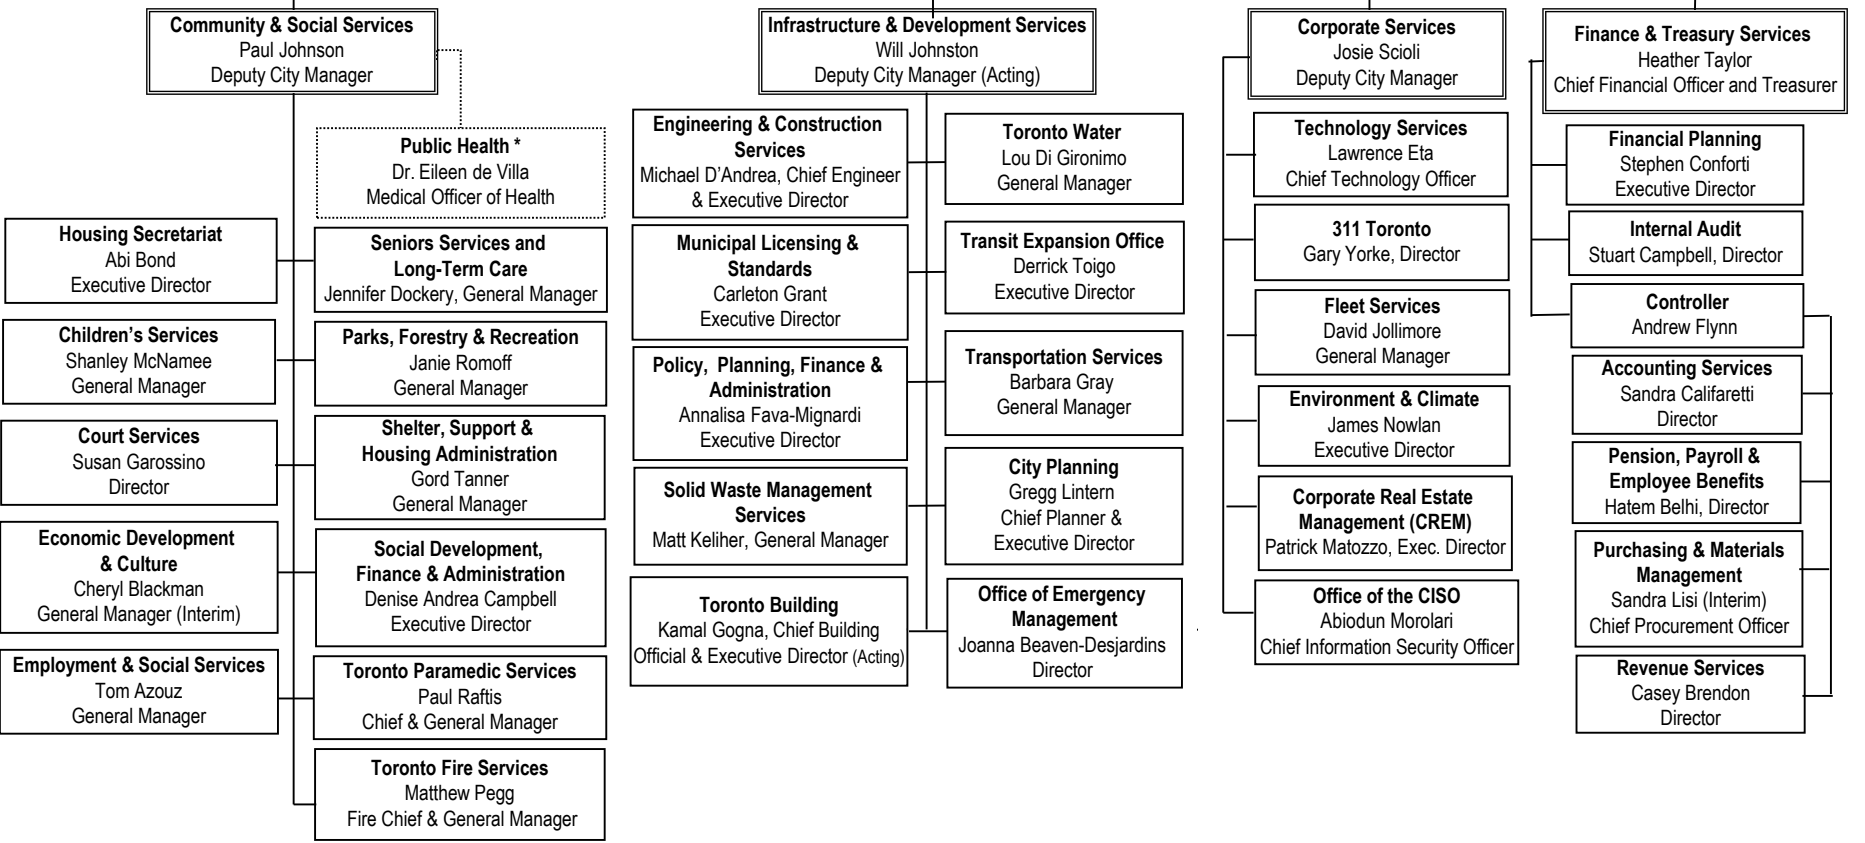 Community & Social Services
Paul Johnson
Deputy City Manager
Public Health *
Dr. Eileen de Villa
Medical Officer of Health
Housing Secretariat
Abi Bond
Executive Director
Seniors Services and
Long-Term Care
Jennifer Dockery, General Manager
Children's Services
Shanley McNamee
General Manager
Parks, Forestry & Recreation
Janie Romoff
General Manager
Court Services
Susan Garossino
Director
Shelter, Support &
Housing Administration
Gord Tanner
General Manager
Economic Development
& Culture
Cheryl Blackman
General Manager (Interim)
Social Development,
Finance & Administration
Denise Andrea Campbell
Executive Director
Employment & Social Services
Tom Azouz
General Manager
Toronto Paramedic Services
Paul Raftis
Chief & General Manager
Toronto Fire Services
Matthew Pegg
Fire Chief & General Manager
Infrastructure & Development Services
Will Johnston
Deputy City Manager (Acting)
Engineering & Construction
Services
Michael D'Andrea, Chief Engineer
& Executive Director
Toronto Water
Lou Di Gironimo
General Manager
Municipal Licensing &
Standards
Carleton Grant
Executive Director
Transit Expansion Office
Derrick Toigo
Executive Director
Policy, Planning, Finance &
Administration
Annalisa Fava-Mignardi
Executive Director
Transportation Services
Barbara Gray
General Manager
Solid Waste Management
Services
Matt Keliher, General Manager
City Planning
Gregg Lintern
Chief Planner &
Executive Director
Toronto Building
Kamal Gogna, Chief Building
Official & Executive Director (Acting)
Office of Emergency
Management
Joanna Beaven-Desjardins
Director
Corporate Services
Josie Scioli
Deputy City Manager
Technology Services
Lawrence Eta
Chief Technology Officer
311 Toronto
Gary Yorke, Director
Fleet Services
David Jollimore
General Manager
Environment & Climate
James Nowlan
Executive Director
Corporate Real Estate
Management (CREM)
Patrick Matozzo, Exec. Director
Office of the CISO
Abiodun Morolari
Chief Information Security Officer
Finance & Treasury Services
Heather Taylor
Chief Financial Officer and Treasurer
Financial Planning
Stephen Conforti
Executive Director
Internal Audit
Stuart Campbell, Director
Controller
Andrew Flynn
Accounting Services
Sandra Califaretti
Director
Pension, Payroll &
Employee Benefits
Hatem Belhi, Director
Purchasing & Materials
Management
Sandra Lisi (Interim)
Chief Procurement Officer
Revenue Services
Casey Brendon
Director